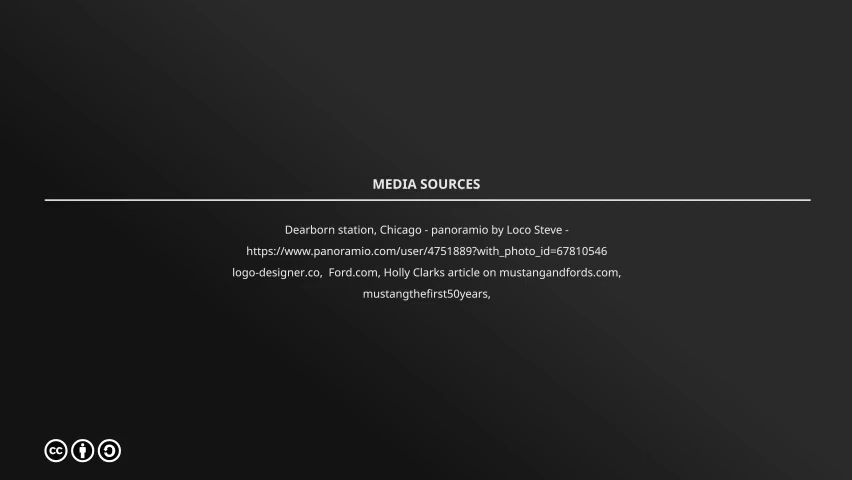 MEDIA SOURCES
Dearborn station, Chicago - panoramio by Loco Steve -
https://www.panoramio.com/user/4751889?with_photo_id=67810546
logo-designer.co,  Ford.com, Holly Clarks article on mustangandfords.com,
mustangthefirst50years,
cc